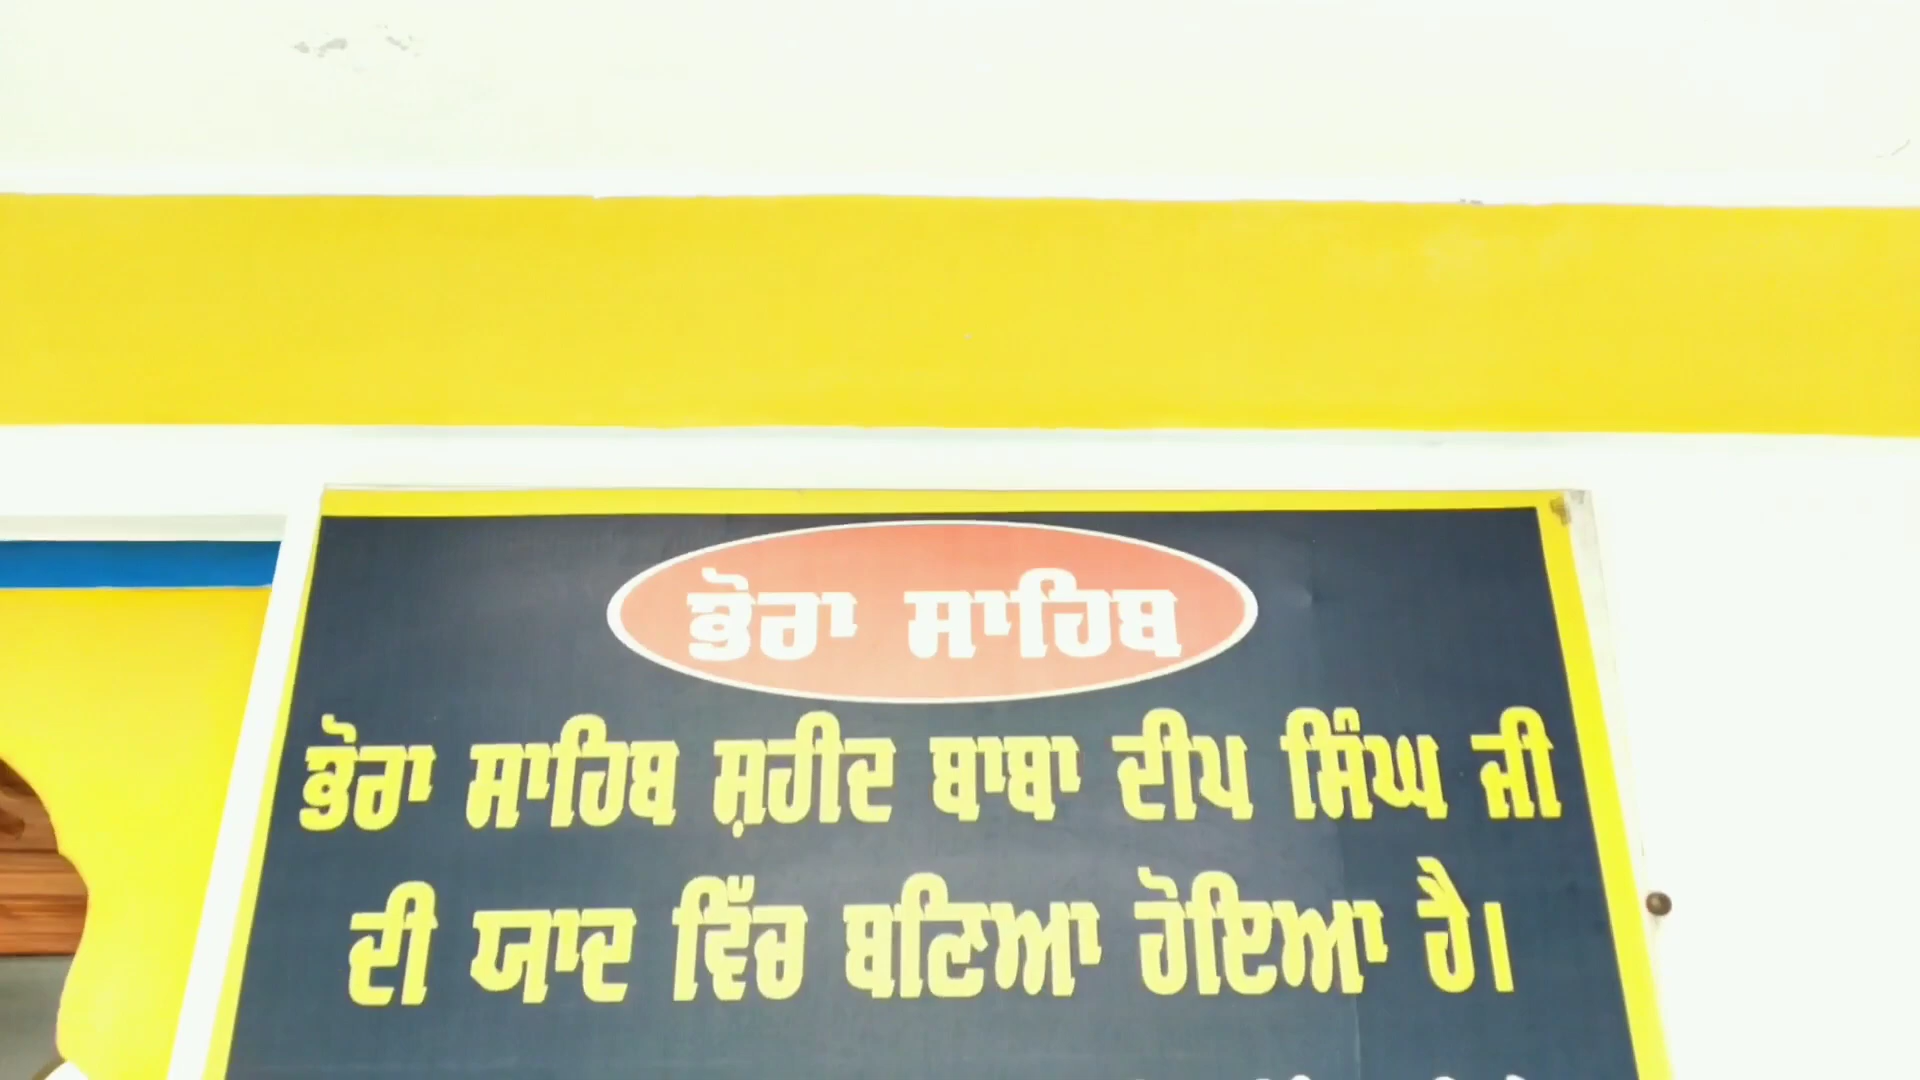 ਭੋਰਾ ਸਾਹਿਬ
ਭੋਰਾ ਸਾਹਿਬ ਸ਼ਹੀਦ ਬਾਬਾ ਦੀਪ ਸਿੰਘ ਜੀ
ਦੀ ਯਾਦ ਵਿੱਚ ਬਣਿਆ ਹੋਇਆ ਹੈ।